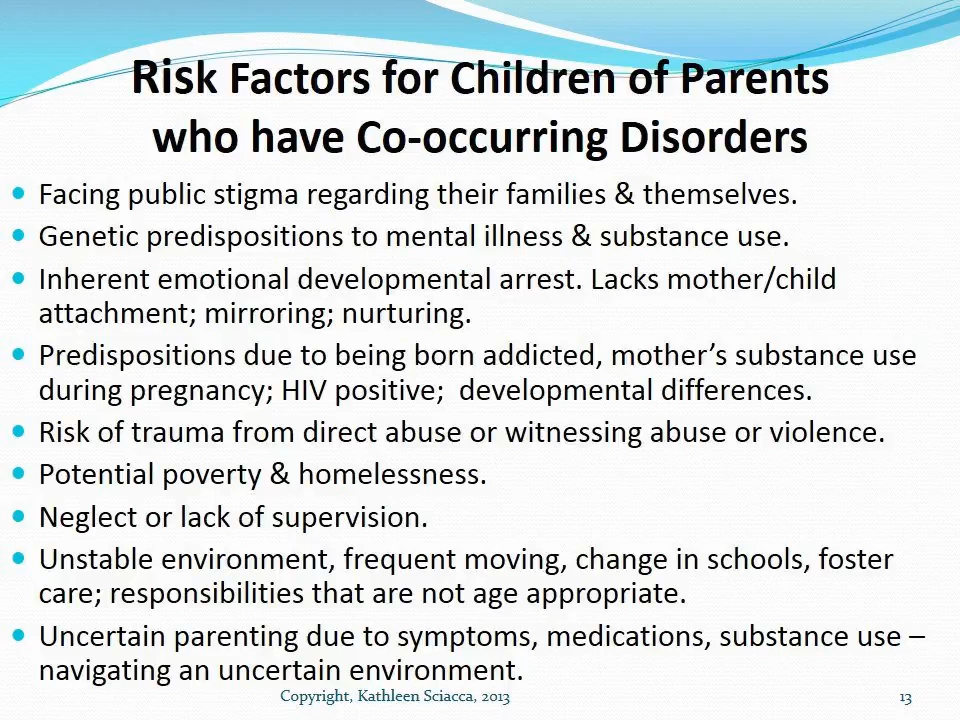 Risk Factors for Children of Parents
who have Co-occurring Disorders
• Facing public stigma regarding their families & themselves.
• Genetic predispositions to mental illness & substance use.
• Inherent emotional developmental arrest. Lacks mother/child
attachment; mirroring; nurturing.
• Predispositions due to being born addicted, mother's substance use
during pregnancy; HIV positive;  developmental differences.
• Risk of trauma from direct abuse or witnessing abuse or violence.
• Potential poverty & homelessness.
• Neglect or lack of supervision.
• Unstable environment, frequent moving, change in schools, foster
care; responsibilities that are not age appropriate.
• Uncertain parenting due to symptoms, medications, substance use –
navigating an uncertain environment.
Copyright, Kathleen Sciacca, 2013
13